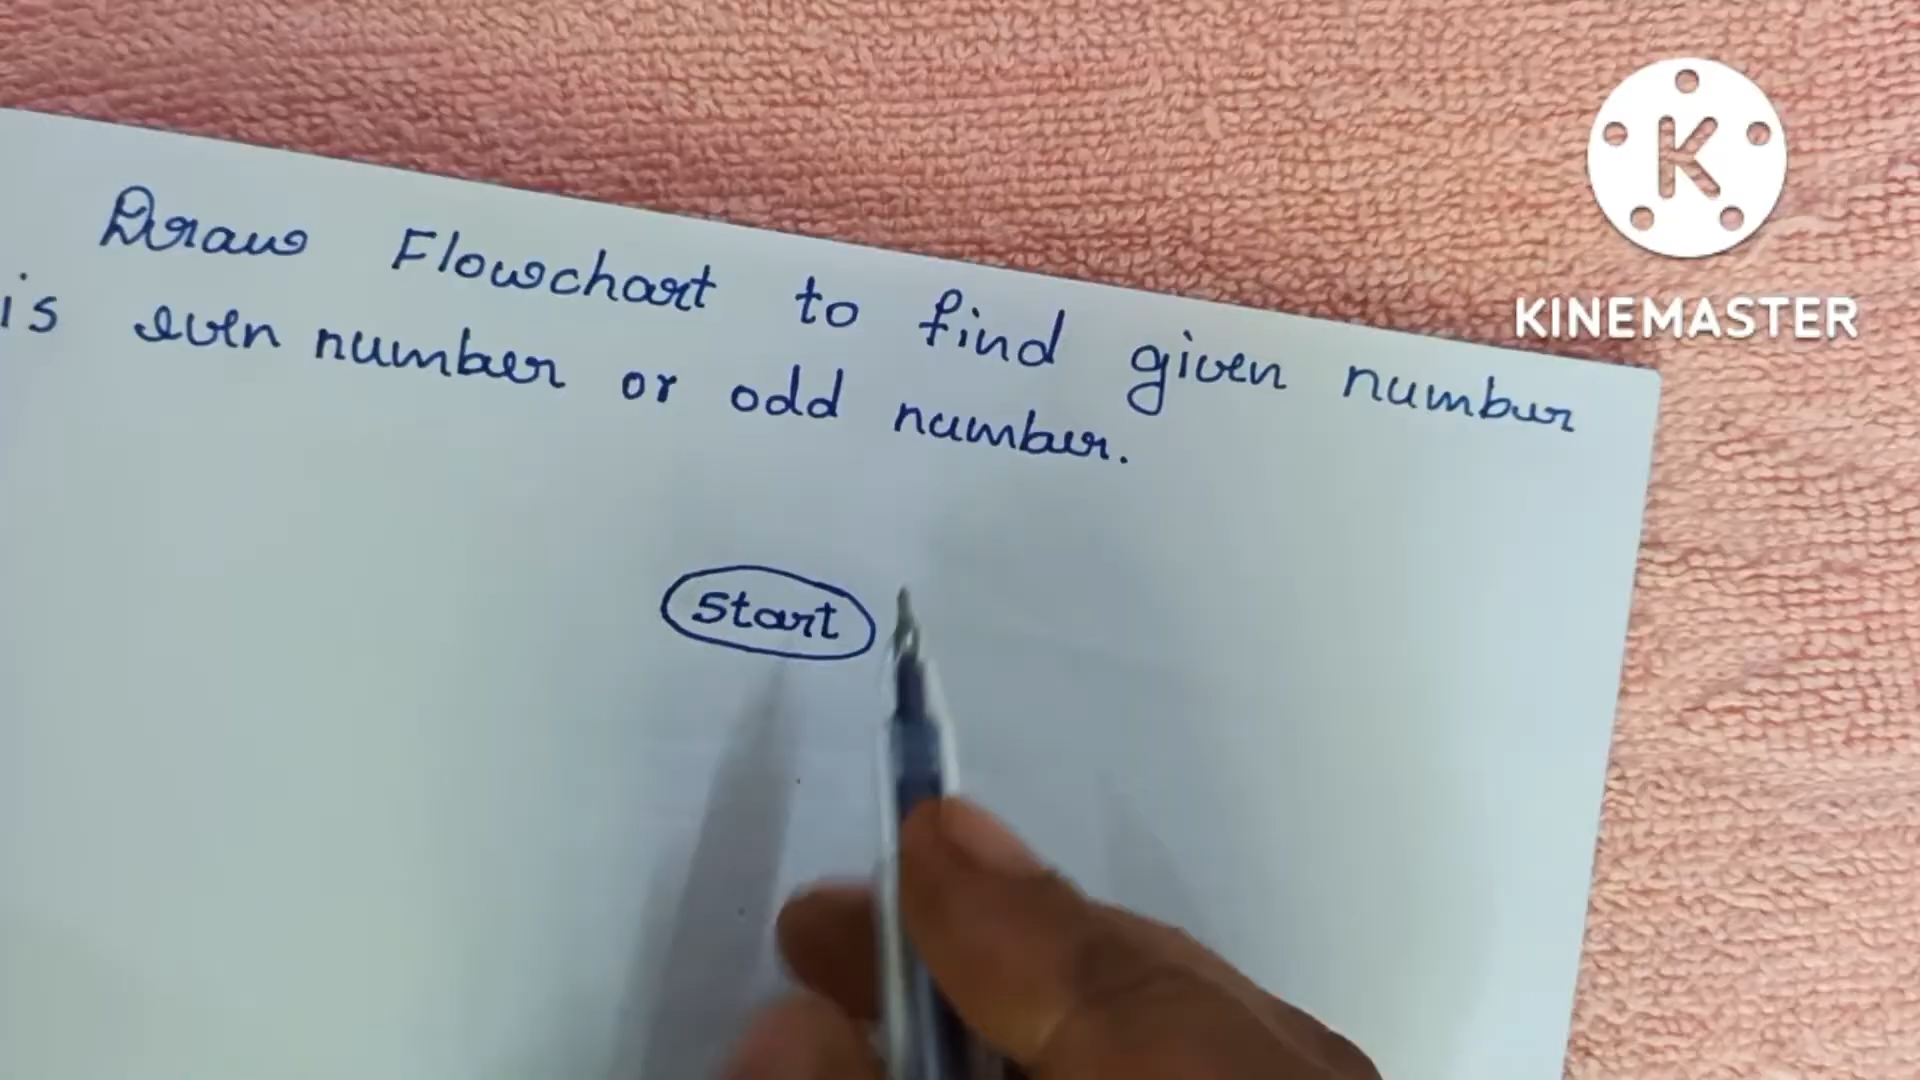 Draw Flowchart to find given number
is even number or odd number.
Start
K
KINEMASTER